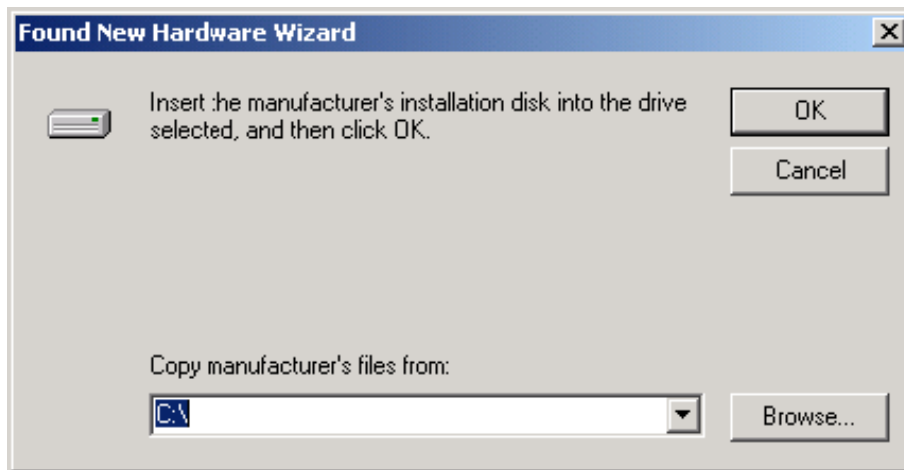 Found New Hardware Wizard
Insert :he manufacturer's installation disk into the drive
selected, and then click OK.
OK
Cancel
Copy manufacturer's files from:
C:\
Browse...